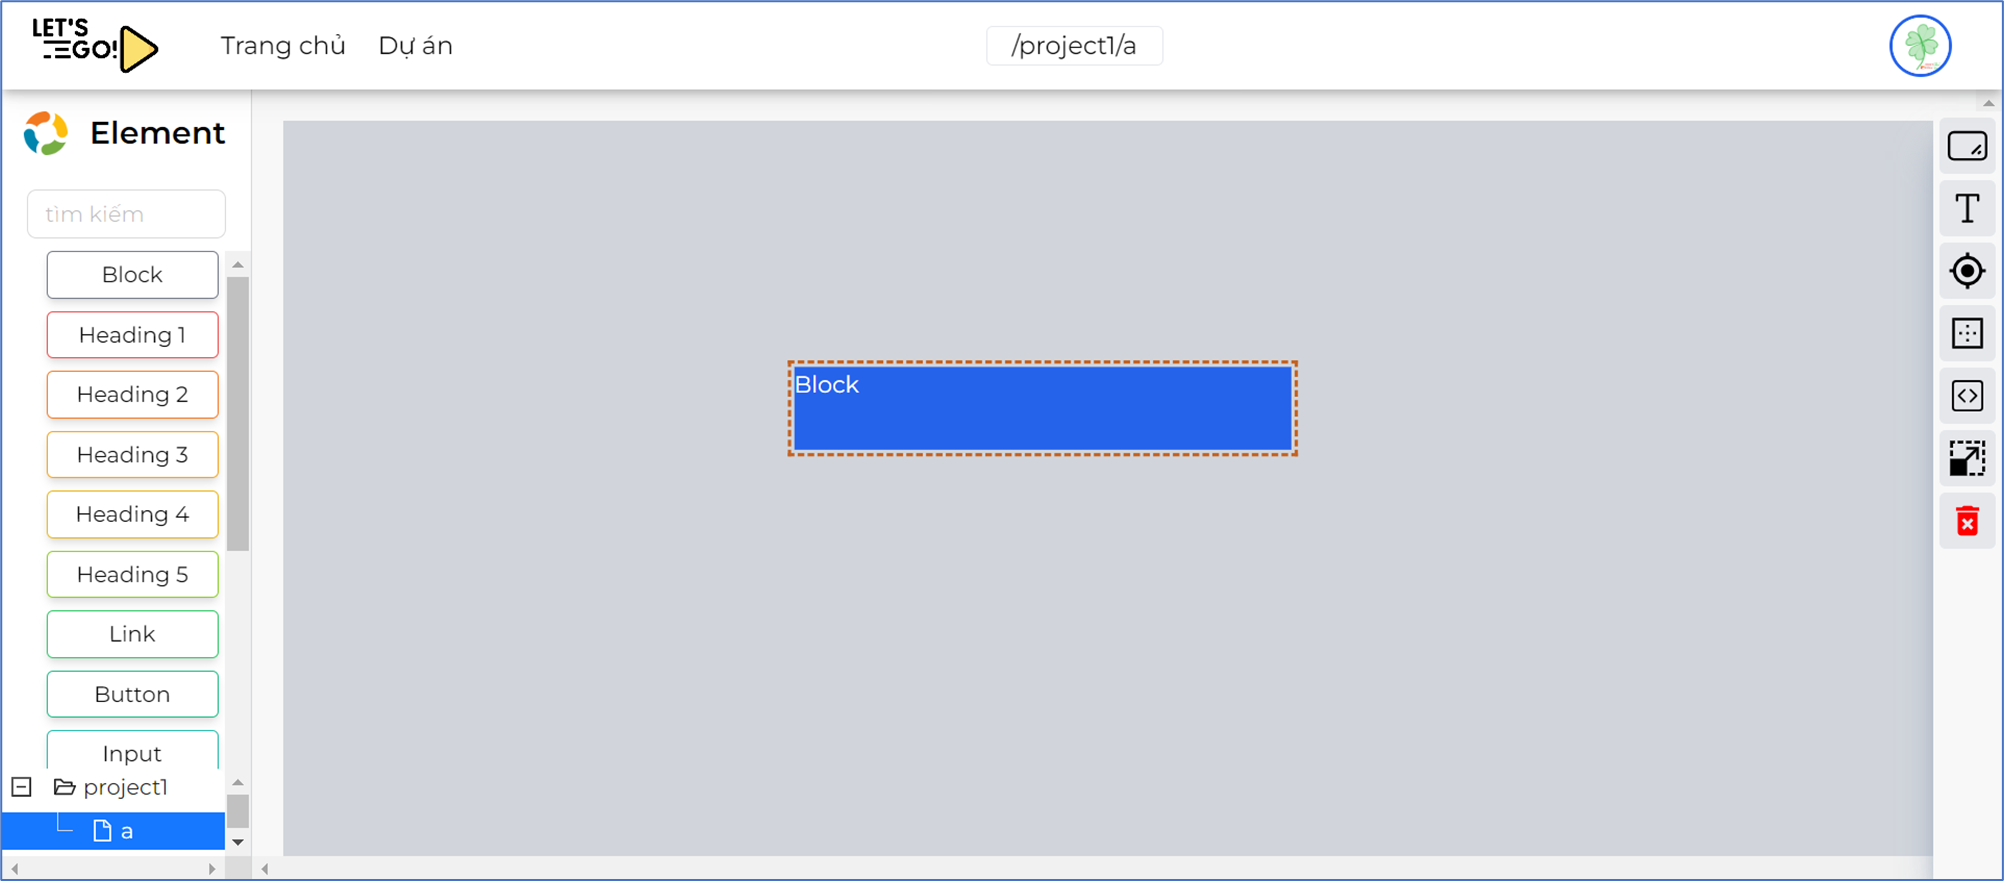 LET'S
GO!
Trang chủ
Dự án
/project1/a
Element
tìm kiếm
Block
Heading 1
Heading 2
Heading 3
Heading 4
Heading 5
Link
Button
Input
project1
a
Block
T